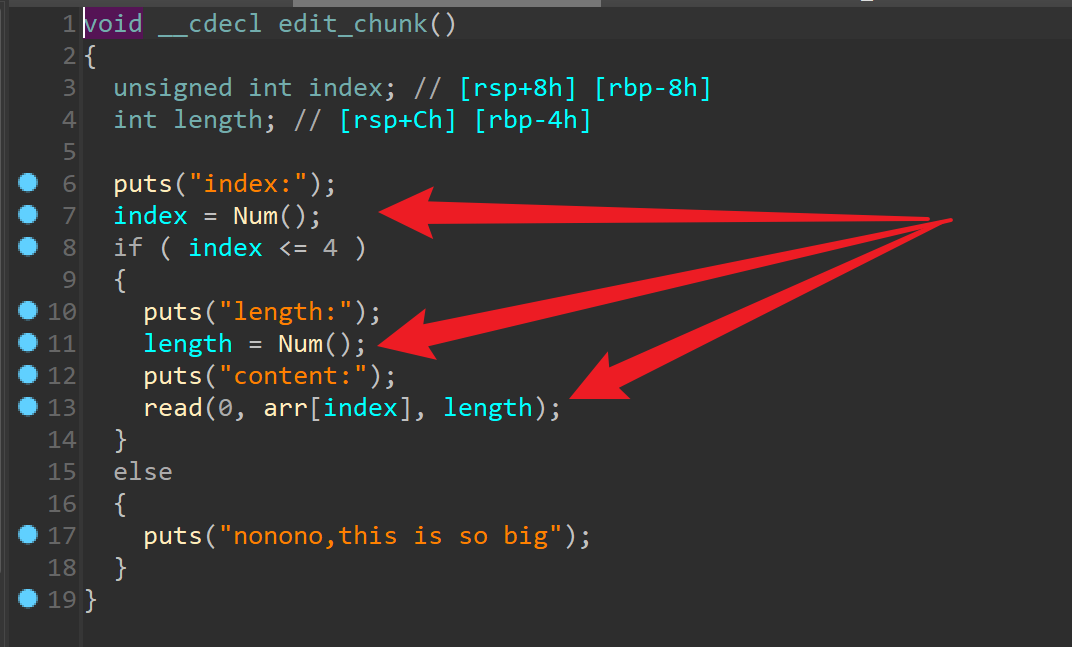 1 void __cdecl edit_chunk()
2 {
3 unsigned int index; // [rsp+8h] [rbp-8h]
4 int length; // [rsp+Ch] [rbp-4h]
5
6 puts("index:");
7 index = Num();
8 if ( index <= 4 )
9 {
10 puts("length:");
11 length = Num();
12 puts("content:");
13 read(0, arr[index], length);
14 }
15 else
16 {
17 puts("nonono,this is so big");
18 }
19 }